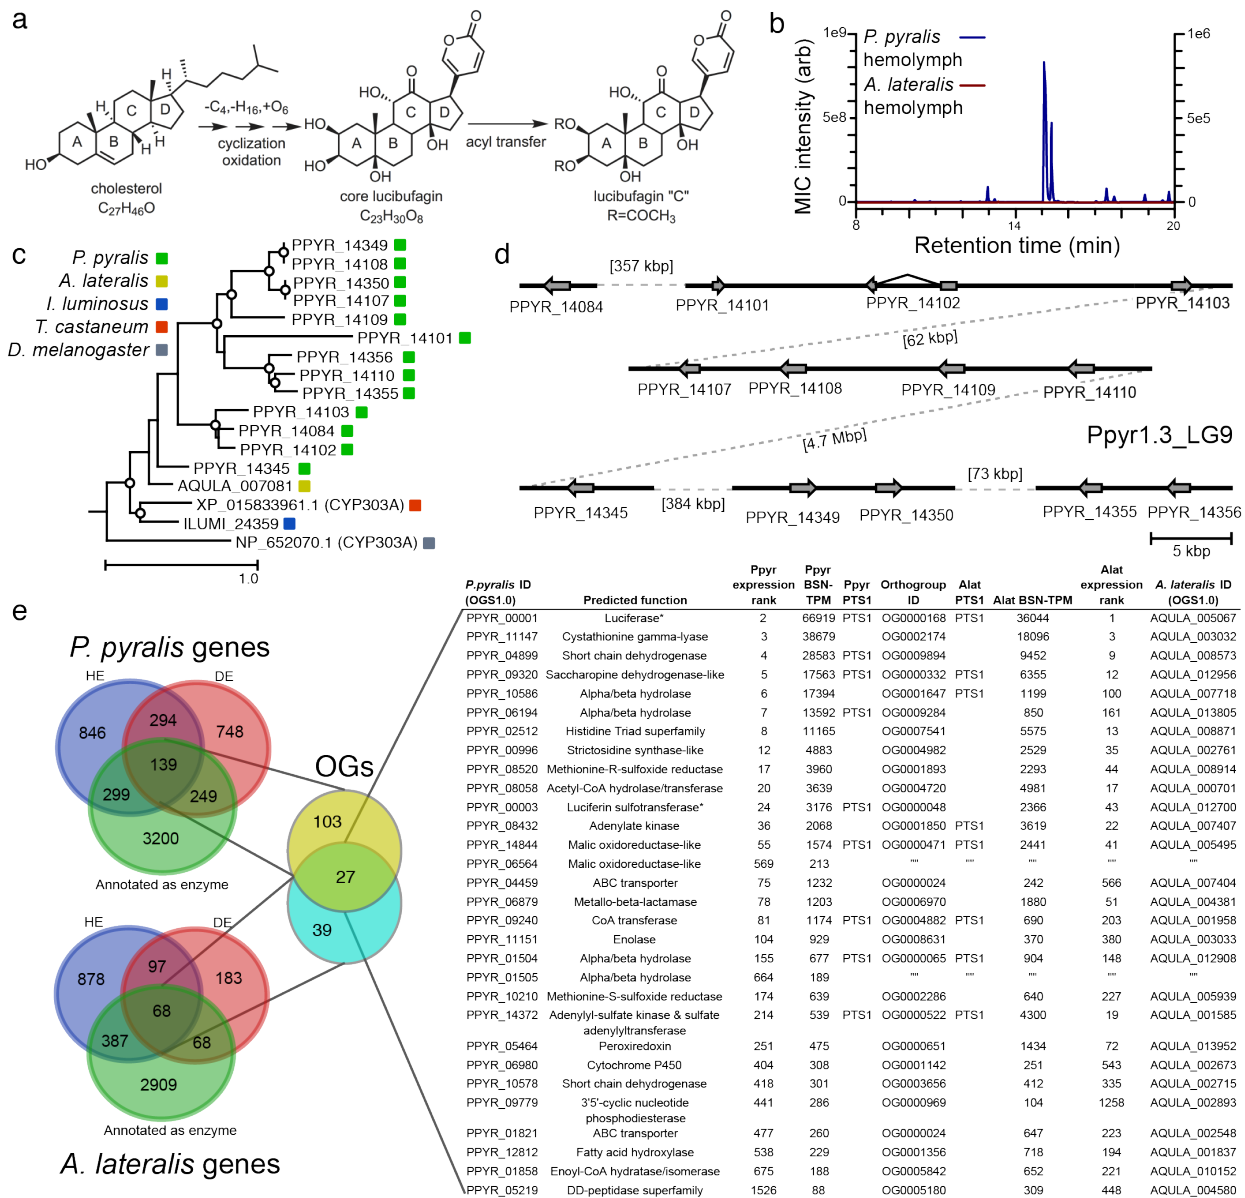 a
H
H
H
H
A
B
C
D
HO
cholesterol
C27H46O
-C4,-H16,+O6
cyclization
oxidation
O
O
O
HO
HO
HO
A
B
C
D
OH
OH
core lucibufagin
C23H30O8
acyl transfer
O
O
O
HO
RO
RO
A
B
C
D
OH
OH
lucibufagin "C"
R=COCH3
b
MIC intensity (arb)
1e9
5e8
0
P. pyralis
hemolymph
A. lateralis
hemolymph
1e6
5e5
0
8
14
20
Retention time (min)
c
P. pyralis
A. lateralis
I. luminosus
T. castaneum
D. melanogaster
PPYR_14349
PPYR_14108
PPYR_14350
PPYR_14107
PPYR_14109
PPYR_14101
PPYR_14356
PPYR_14110
PPYR_14355
PPYR_14103
PPYR_14084
PPYR_14102
PPYR_14345
AQULA_007081
XP_015833961.1 (CYP303A)
ILUMI_24359
NP_652070.1 (CYP303A)
1.0
d
[357 kbp]
PPYR_14084
PPYR_14101
PPYR_14102
PPYR_14103
[62 kbp]
PPYR_14107
PPYR_14108
PPYR_14109
PPYR_14110
[4.7 Mbp]
Ppyr1.3_LG9
PPYR_14345
[384 kbp]
PPYR_14349
PPYR_14350
[73 kbp]
PPYR_14355
PPYR_14356
5 kbp
e
P. pyralis genes
HE
DE
846
294
748
139
299
249
3200
Annotated as enzyme
HE
DE
878
97
183
68
387
68
2909
Annotated as enzyme
A. lateralis genes
OGs
103
27
39
P.pyralis ID (OGS1.0) Predicted function Ppyr expression rank Ppyr BSN-TPM Ppyr PTS1 Orthogroup ID Alat PTS1 Alat BSN-TPM Alat expression rank A. lateralis ID (OGS1.0)
PPYR_00001 Luciferase* 2 66919 PTS1 OG0000168 PTS1 36044 1 AQULA_005067
PPYR_11147 Cystathionine gamma-lyase 3 38679 OG0002174 18096 3 AQULA_003032
PPYR_04899 Short chain dehydrogenase 4 28583 PTS1 OG0009894 9452 9 AQULA_008573
PPYR_09320 Saccharopine dehydrogenase-like 5 17563 PTS1 OG0000332 PTS1 6355 12 AQULA_012956
PPYR_10586 Alpha/beta hydrolase 6 17394 OG0001647 PTS1 1199 100 AQULA_007718
PPYR_06194 Alpha/beta hydrolase 7 13592 PTS1 OG0009284 850 161 AQULA_013805
PPYR_02512 Histidine Triad superfamily 8 11165 OG0007541 5575 13 AQULA_008871
PPYR_00996 Strictosidine synthase-like 12 4883 OG0004982 2529 35 AQULA_002761
PPYR_08520 Methionine-R-sulfoxide reductase 17 3960 OG0001893 2293 44 AQULA_008914
PPYR_08058 Acetyl-CoA hydrolase/transferase 20 3639 OG0004720 4981 17 AQULA_000701
PPYR_00003 Luciferin sulfotransferase* 24 3176 PTS1 OG0000048 2366 43 AQULA_012700
PPYR_08432 Adenylate kinase 36 2068 OG0001850 PTS1 3619 22 AQULA_007407
PPYR_14844 Malic oxidoreductase-like 55 1574 PTS1 OG0000471 PTS1 2441 41 AQULA_005495
PPYR_06564 Malic oxidoreductase-like 569 213 "" "" "" "" ""
PPYR_04459 ABC transporter 75 1232 OG0000024 242 566 AQULA_007404
PPYR_06879 Metallo-beta-lactamase 78 1203 OG0006970 1880 51 AQULA_004381
PPYR_09240 CoA transferase 81 1174 PTS1 OG0004882 PTS1 690 203 AQULA_001958
PPYR_11151 Enolase 104 929 OG0008631 370 380 AQULA_003033
PPYR_01504 Alpha/beta hydrolase 155 677 PTS1 OG0000065 PTS1 904 148 AQULA_012908
PPYR_01505 Alpha/beta hydrolase 664 189 "" "" "" "" ""
PPYR_10210 Methionine-S-sulfoxide reductase 174 639 OG0002286 640 227 AQULA_005939
PPYR_14372 Adenylyl-sulfate kinase & sulfate adenylyltransferase 214 539 PTS1 OG0000522 PTS1 4300 19 AQULA_001585
PPYR_05464 Peroxiredoxin 251 475 OG0000651 1434 72 AQULA_013952
PPYR_06980 Cytochrome P450 404 308 OG0001142 251 543 AQULA_002673
PPYR_10578 Short chain dehydrogenase 418 301 OG0003656 412 335 AQULA_002715
PPYR_09779 3'5'-cyclic nucleotide phosphodiesterase 441 286 OG0000969 104 1258 AQULA_002893
PPYR_01821 ABC transporter 477 260 OG0000024 647 223 AQULA_002548
PPYR_12812 Fatty acid hydroxylase 538 229 OG0001356 718 194 AQULA_001837
PPYR_01858 Enoyl-CoA hydratase/isomerase 675 188 OG0005842 652 221 AQULA_010152
PPYR_05219 DD-peptidase superfamily 1526 88 OG0005180 309 448 AQULA_004580